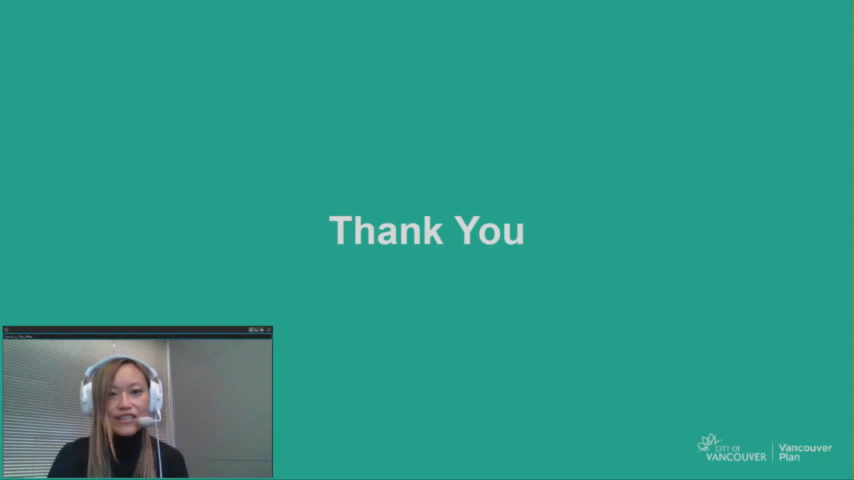 Thank You
CITY OF
VANCOUVER
Vancouver
Plan